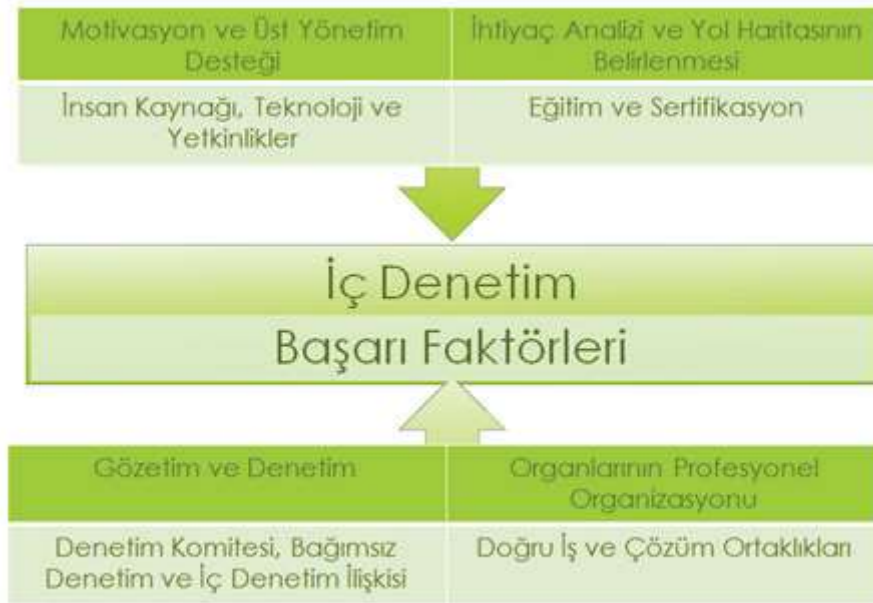 Motivasyon ve Üst Yönetim
Desteği
İhtiyaç Analizi ve Yol Haritasının
Belirlenmesi
İnsan Kaynağı, Teknoloji ve
Yetkinlikler
Eğitim ve Sertifikasyon
İç Denetim
Başarı Faktörleri
Gözetim ve Denetim
Organlarının Profesyonel
Organizasyonu
Denetim Komitesi, Bağımsız
Denetim ve İç Denetim İlişkisi
Doğru İş ve Çözüm Ortaklıkları